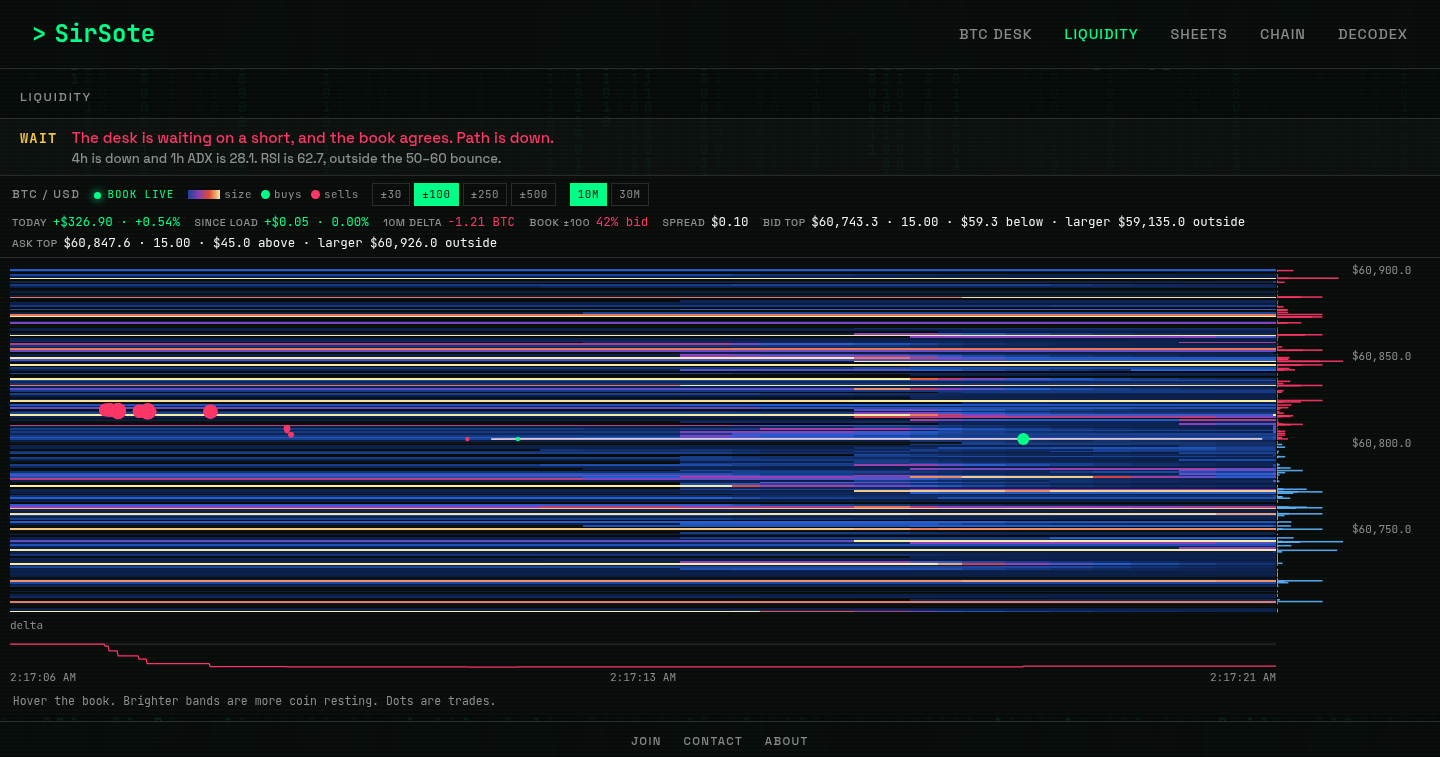 > SirSote
BTC DESK LIQUIDITY SHEETS CHAIN DECODEX
LIQUIDITY
WAIT The desk is waiting on a short, and the book agrees. Path is down.
4h is down and 1h ADX is 28.1. RSI is 62.7, outside the 50–60 bounce.
BTC / USD BOOK LIVE size buys sells ±30 ±100 ±250 ±500 10M 30M
TODAY +$326.90 · +0.54% SINCE LOAD +$0.05 · 0.00% 10M DELTA -1.21 BTC BOOK ±100 42% bid SPREAD $0.10 BID TOP $60,743.3 · 15.00 · $59.3 below · larger $59,135.0 outside
ASK TOP $60,847.6 · 15.00 · $45.0 above · larger $60,926.0 outside
$60,900.0
$60,850.0
$60,800.0
$60,750.0
delta
2:17:06 AM 2:17:13 AM 2:17:21 AM
Hover the book. Brighter bands are more coin resting. Dots are trades.
JOIN CONTACT ABOUT